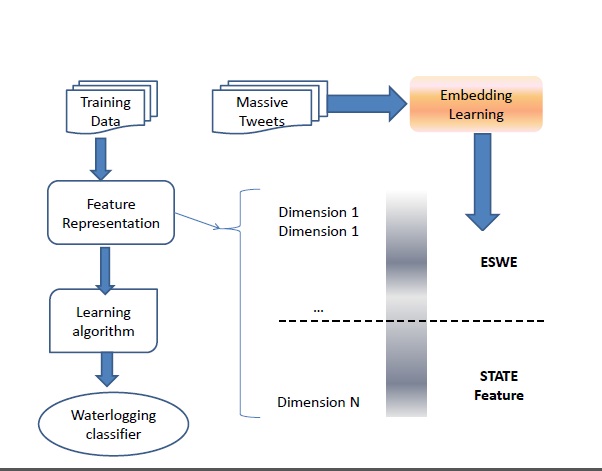 Training
Data
Massive
Tweets
Embedding
Learning
Feature
Representation
Dimension 1
Dimension 1
ESWE
...
Learning
algorithm
STATE
Feature
Dimension N
Waterlogging
classifier